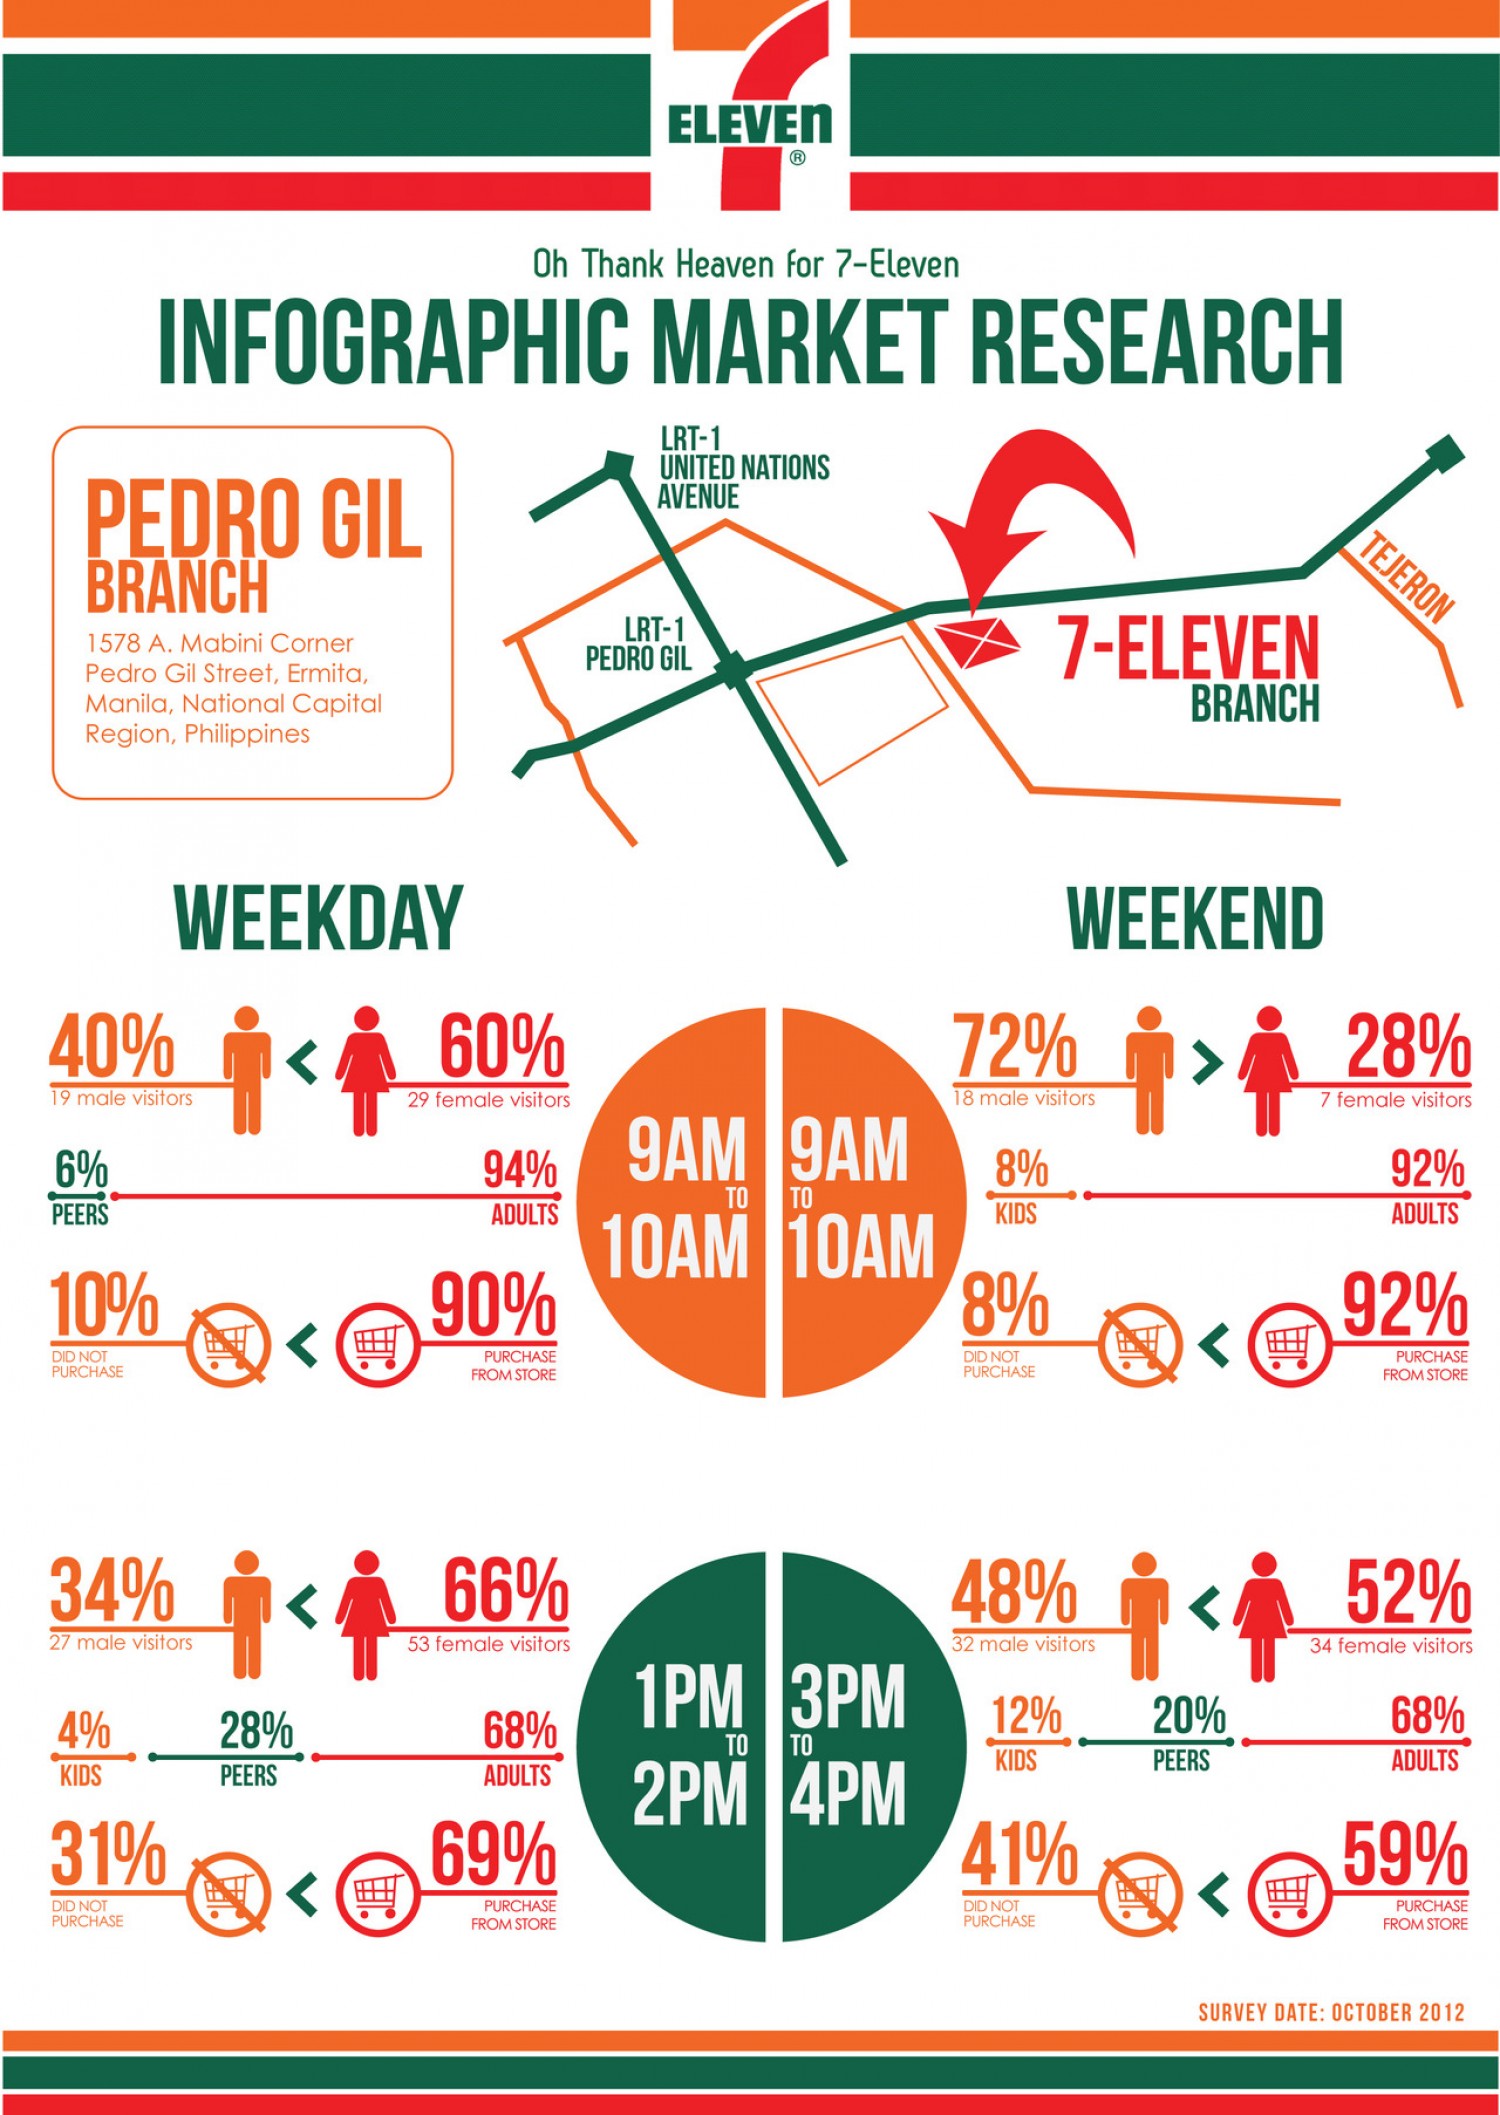 7
ELEVEn
®
Oh Thank Heaven for 7-Eleven
INFOGRAPHIC MARKET RESEARCH
PEDRO GIL
BRANCH
1578 A. Mabini Corner
Pedro Gil Street, Ermita,
Manila, National Capital
Region, Philippines
LRT-1
UNITED NATIONS
AVENUE
LRT-1
PEDRO GIL
7-ELEVEN
BRANCH
TEJERON
WEEKDAY
40%
19 male visitors
<
60%
29 female visitors
6%
PEERS
94%
ADULTS
10%
DID NOT
PURCHASE
<
90%
PURCHASE
FROM STORE
9AM
TO
10AM
WEEKEND
9AM
TO
10AM
72%
18 male visitors
>
28%
7 female visitors
8%
KIDS
92%
ADULTS
8%
DID NOT
PURCHASE
<
92%
PURCHASE
FROM STORE
34%
27 male visitors
<
66%
53 female visitors
4%
KIDS
28%
PEERS
68%
ADULTS
31%
DID NOT
PURCHASE
<
69%
PURCHASE
FROM STORE
1PM
TO
2PM
3PM
TO
4PM
48%
32 male visitors
<
52%
34 female visitors
12%
KIDS
20%
PEERS
68%
ADULTS
41%
DID NOT
PURCHASE
<
59%
PURCHASE
FROM STORE
SURVEY DATE: OCTOBER 2012